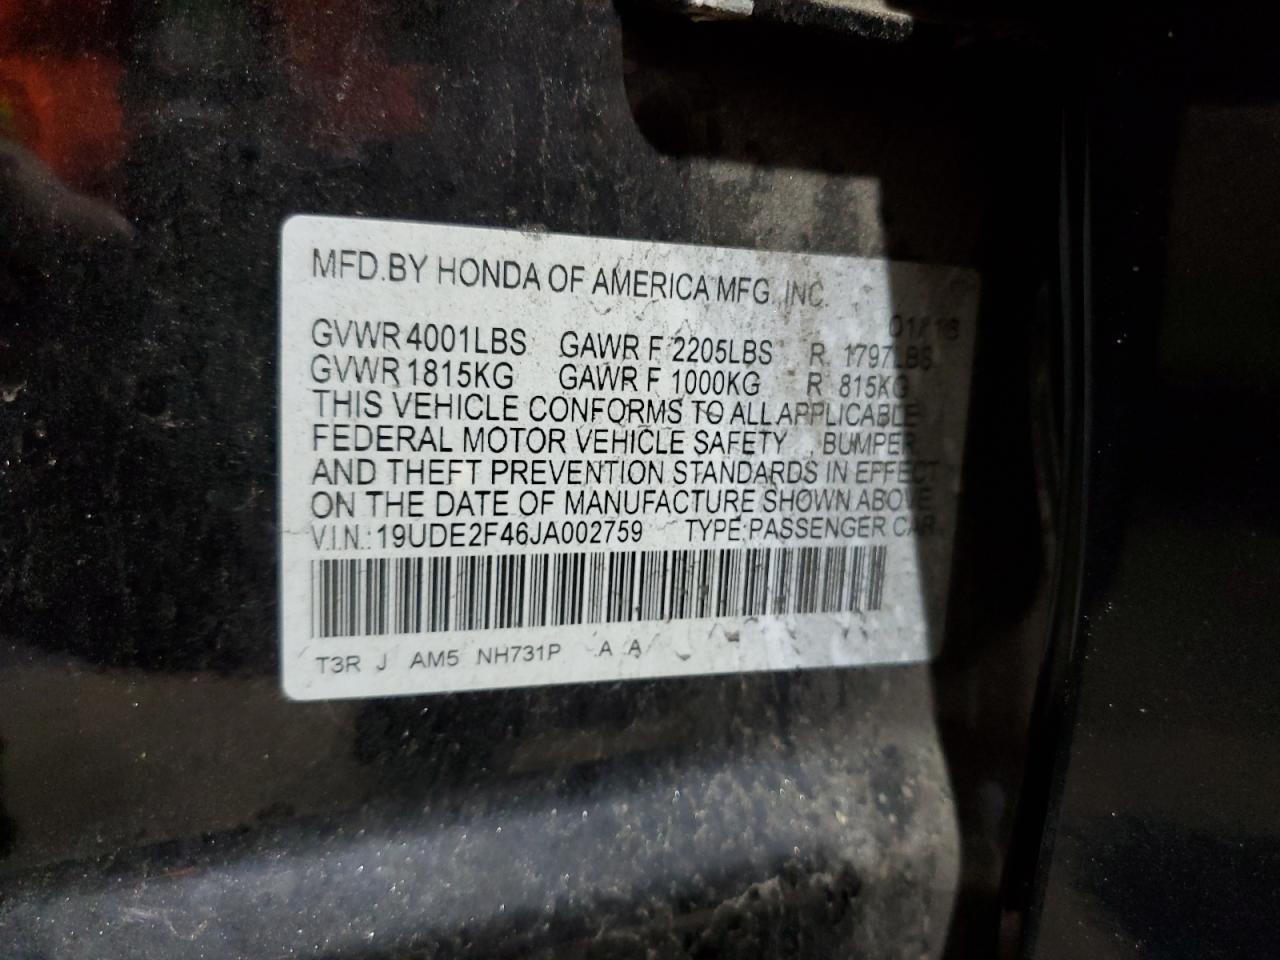 MFD.BY HONDA OF AMERICA MFG. INC.
01/18
GVWR 4001LBS GAWR F 2205LBS R 1797LBS
GVWR 1815KG GAWR F 1000KG R 815KG
THIS VEHICLE CONFORMS TO ALL APPLICABLE
FEDERAL MOTOR VEHICLE SAFETY, BUMPER,
AND THEFT PREVENTION STANDARDS IN EFFECT
ON THE DATE OF MANUFACTURE SHOWN ABOVE.
V.I.N.: 19UDE2F46JA002759 TYPE:PASSENGER CAR
T3R J AM5 NH731P A A